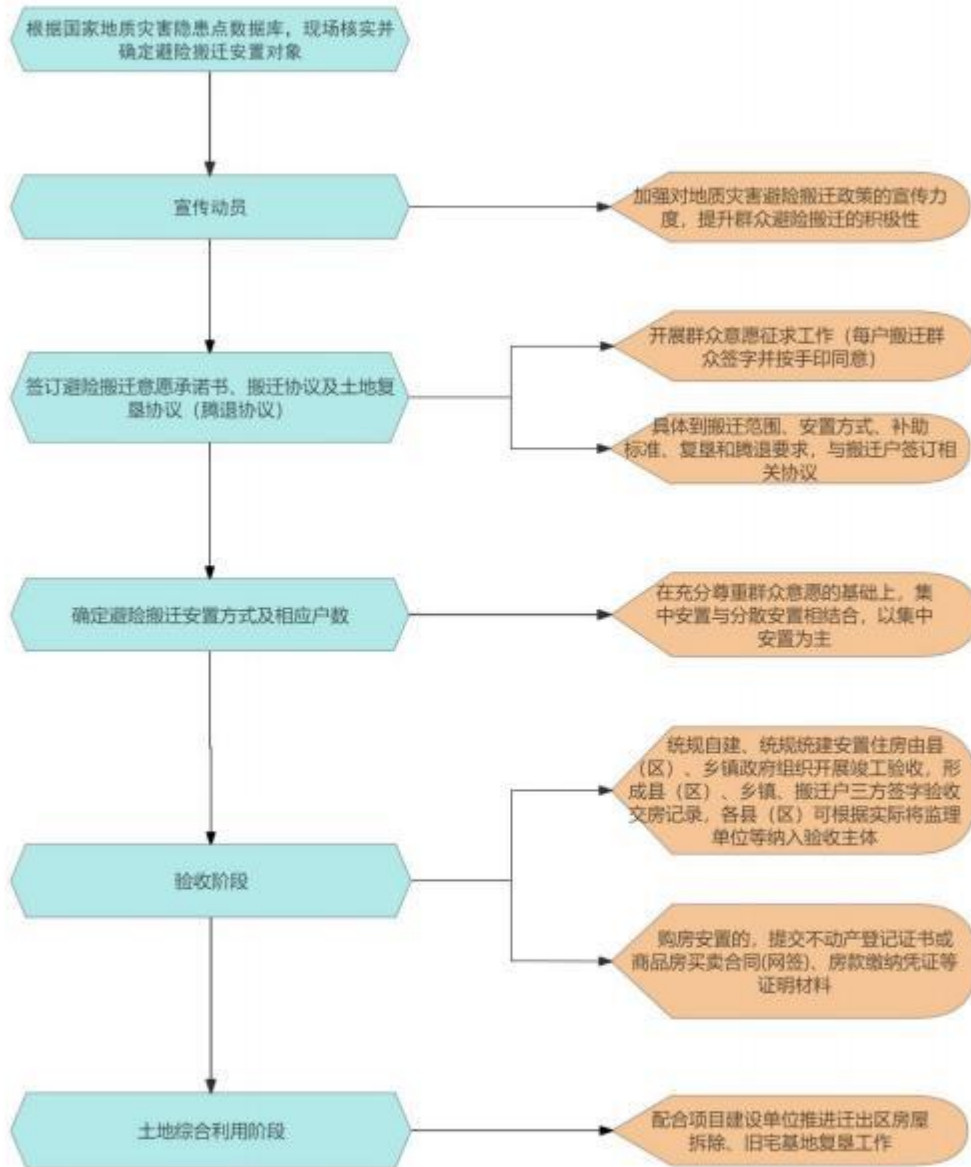 根据国家地质灾害隐患点数据库，现场核实并
确定避险搬迁安置对象
宣传动员
加强对地质灾害避险搬迁政策的宣传力
度，提升群众避险搬迁的积极性
签订避险搬迁意愿承诺书、搬迁协议及土地复
垦协议（腾退协议）
开展群众意愿征求工作（每户搬迁群
众签字并按手印同意）
具体到搬迁范围、安置方式、补助
标准、复垦和腾退要求，与搬迁户签订相
关协议
确定避险搬迁安置方式及相应户数
在充分尊重群众意愿的基础上，集
中安置与分散安置相结合，以集中
安置为主
验收阶段
统规自建、统规统建安置住房由县
（区）、乡镇政府组织开展竣工验收，形
成县（区）、乡镇、搬迁户三方签字验收
交房记录，各县（区）可根据实际将监理
单位等纳入验收主体
购房安置的，提交不动产登记证书或
商品房买卖合同(网签)、房款缴纳凭证等
证明材料
土地综合利用阶段
配合项目建设单位推进迁出区房屋
拆除、旧宅基地复垦工作